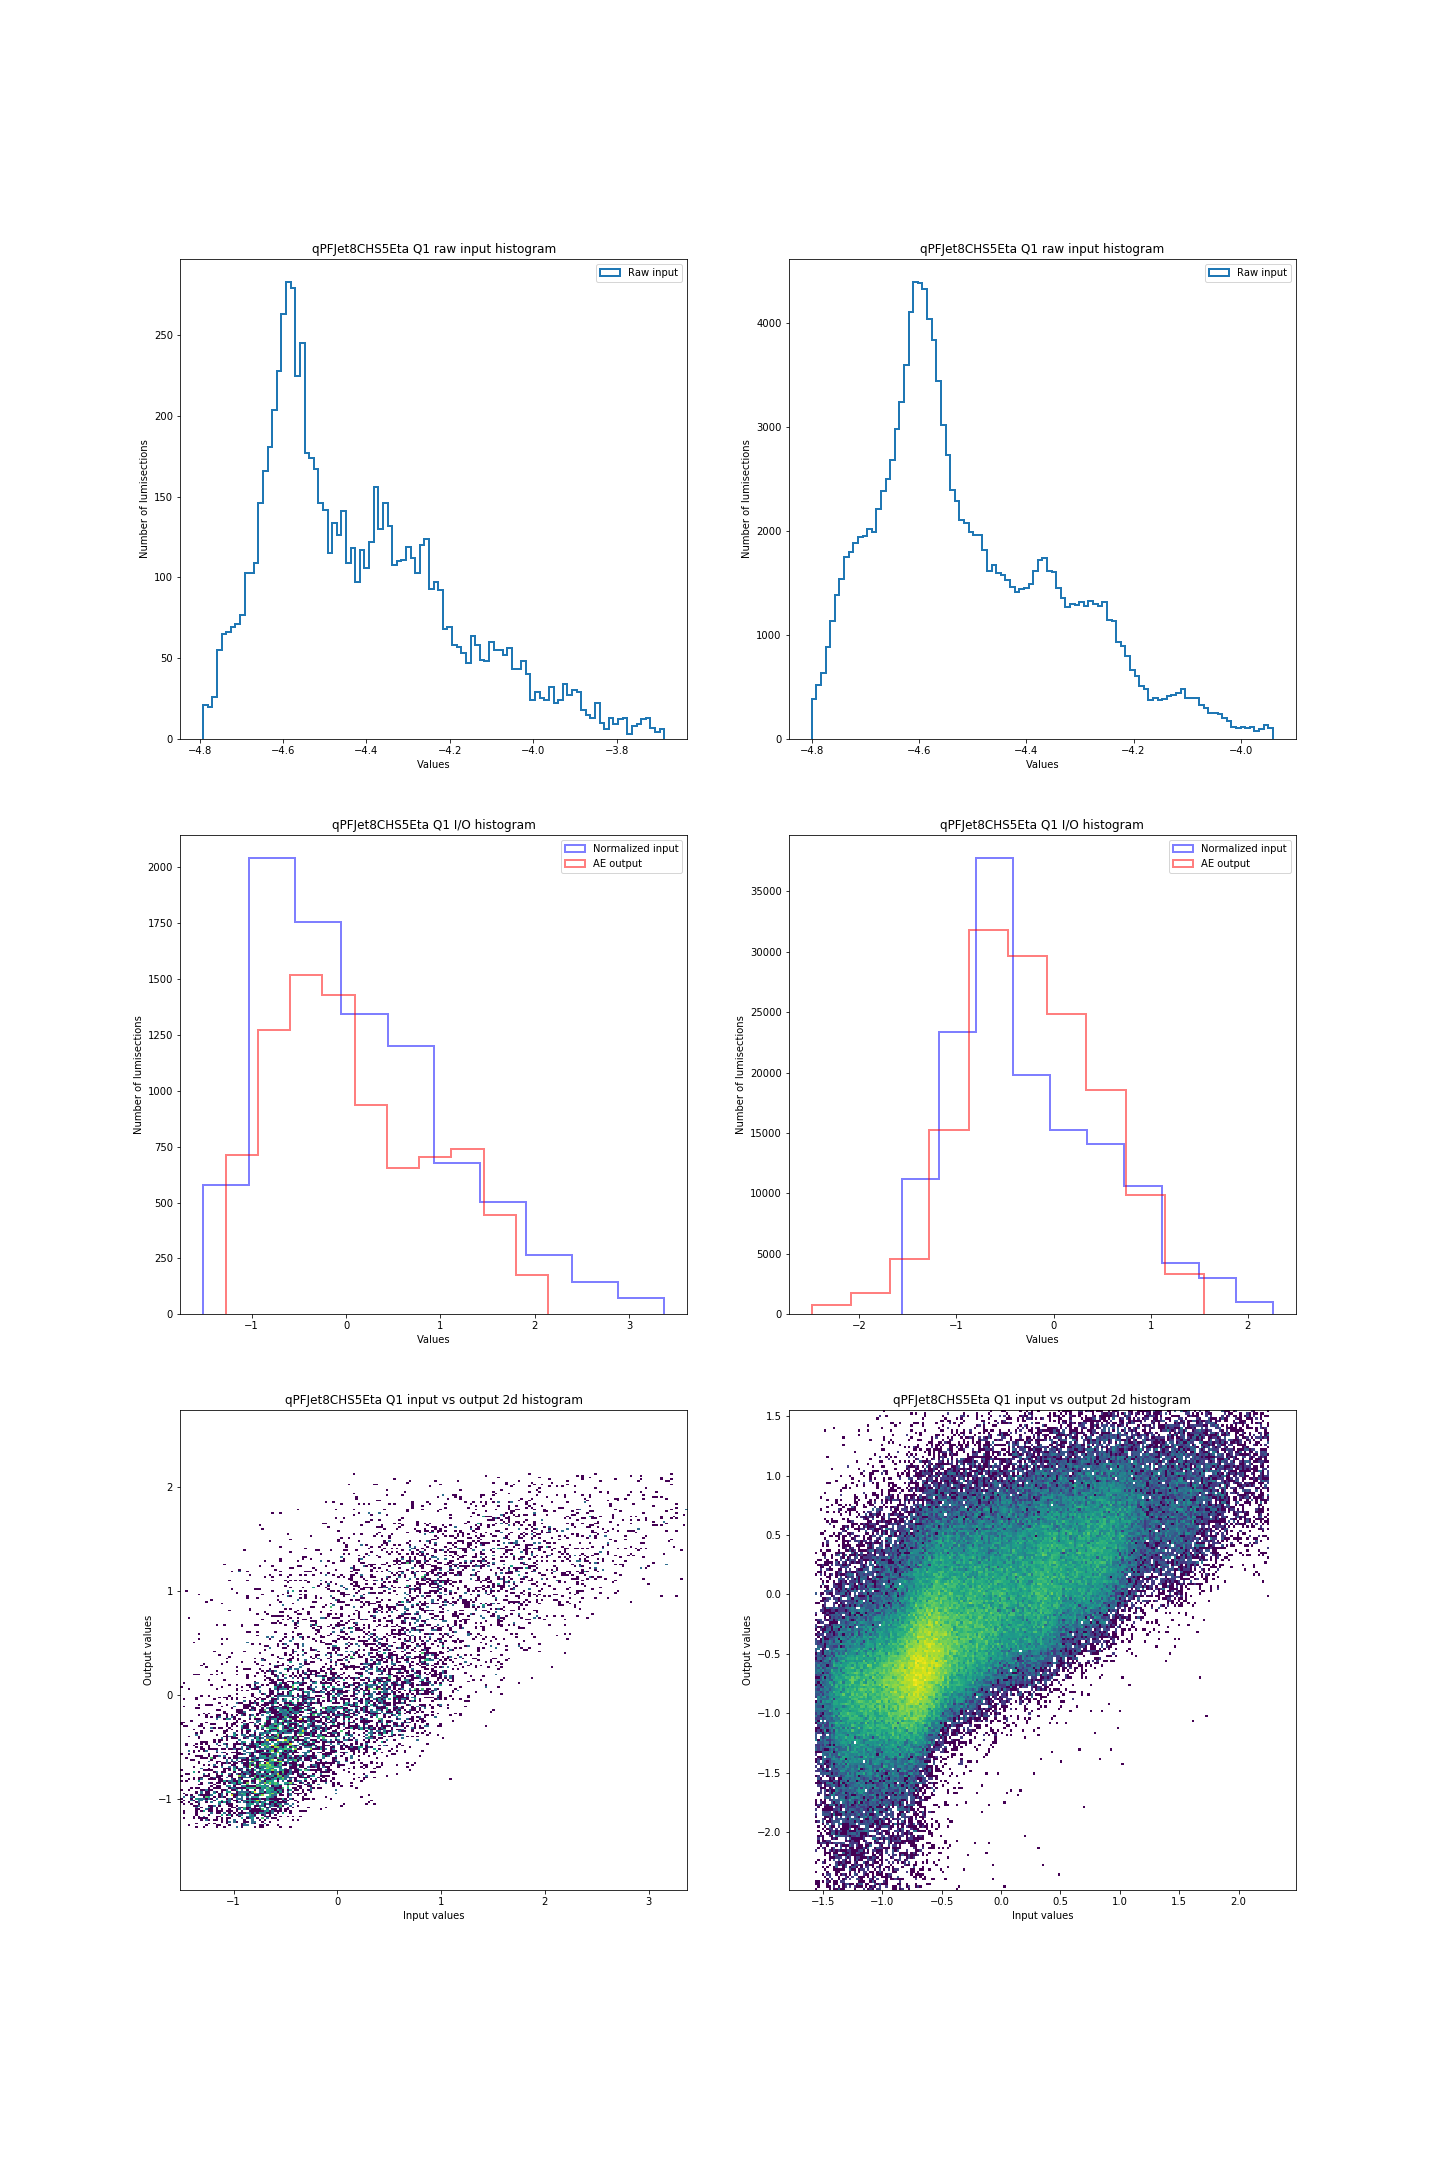 qPFJet8CHS5Eta Q1 raw input histogram
Raw input
Number of lumisections
250
200
150
100
50
0
−4.8 −4.6 −4.4 −4.2 −4.0 −3.8
Values
qPFJet8CHS5Eta Q1 raw input histogram
Raw input
Number of lumisections
4000
3000
2000
1000
0
−4.8 −4.6 −4.4 −4.2 −4.0
Values
qPFJet8CHS5Eta Q1 I/O histogram
Normalized input
AE output
Number of lumisections
2000
1750
1500
1250
1000
750
500
250
0
−1 0 1 2 3
Values
qPFJet8CHS5Eta Q1 I/O histogram
Normalized input
AE output
Number of lumisections
35000
30000
25000
20000
15000
10000
5000
0
−2 −1 0 1 2
Values
qPFJet8CHS5Eta Q1 input vs output 2d histogram
Output values
2
1
0
−1
−1 0 1 2 3
Input values
qPFJet8CHS5Eta Q1 input vs output 2d histogram
Output values
1.5
1.0
0.5
0.0
−0.5
−1.0
−1.5
−2.0
−1.5 −1.0 −0.5 0.0 0.5 1.0 1.5 2.0
Input values